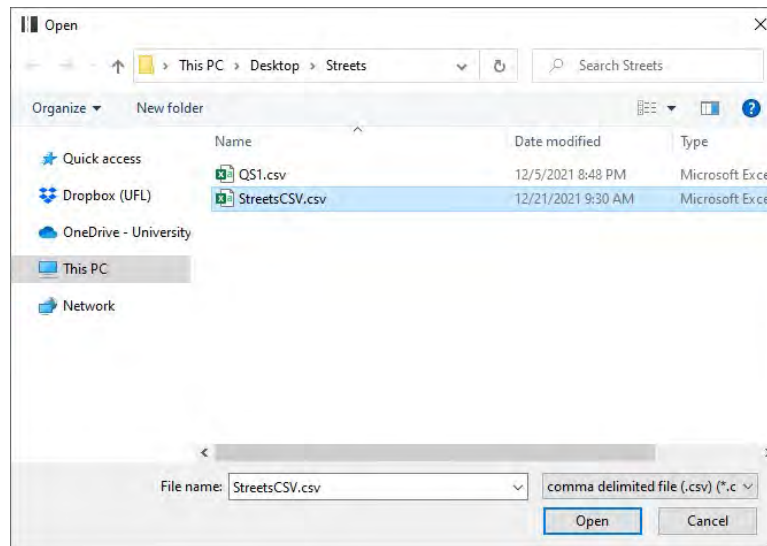 Open
This PC > Desktop > Streets
Search Streets
Organize
New folder
Name
Date modified
Type
Quick access
Dropbox (UFL)
OneDrive - University
This PC
Network
QS1.csv
12/5/2021 8:48 PM
Microsoft Exce
StreetsCSV.csv
12/21/2021 9:30 AM
Microsoft Exce
File name:
StreetsCSV.csv
comma delimited file (.csv) (*.c
Open
Cancel